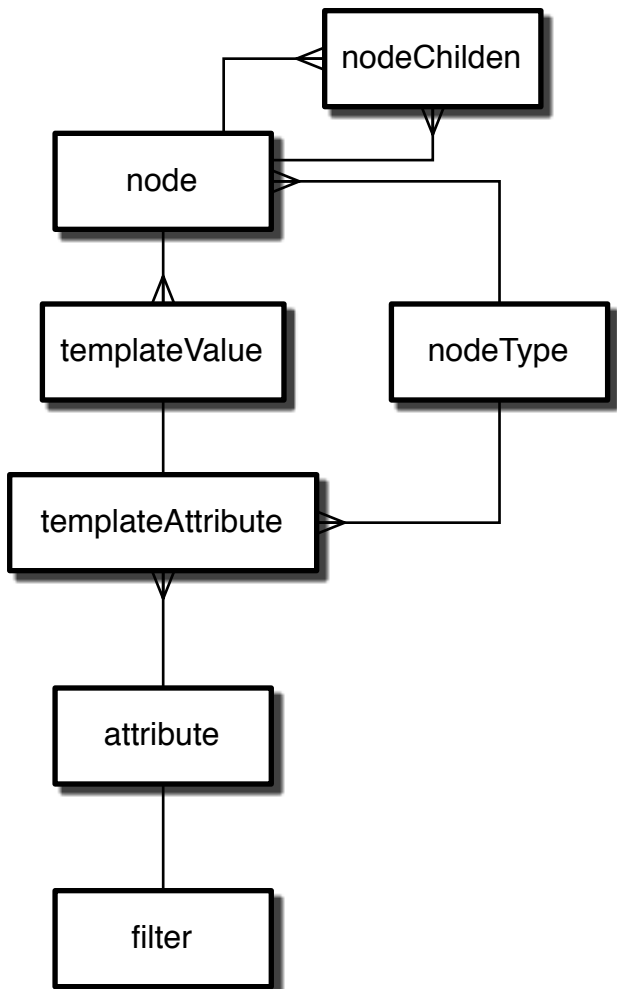 nodeChilden
node
templateValue
nodeType
templateAttribute
attribute
filter